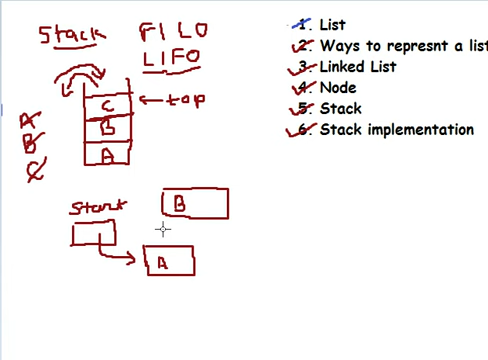 Stack FILO
LIFO
C ← top
B
A
A
B
C
Start
B
A
1. List
2. Ways to represnt a list
3. Linked List
4. Node
5. Stack
6. Stack implementation